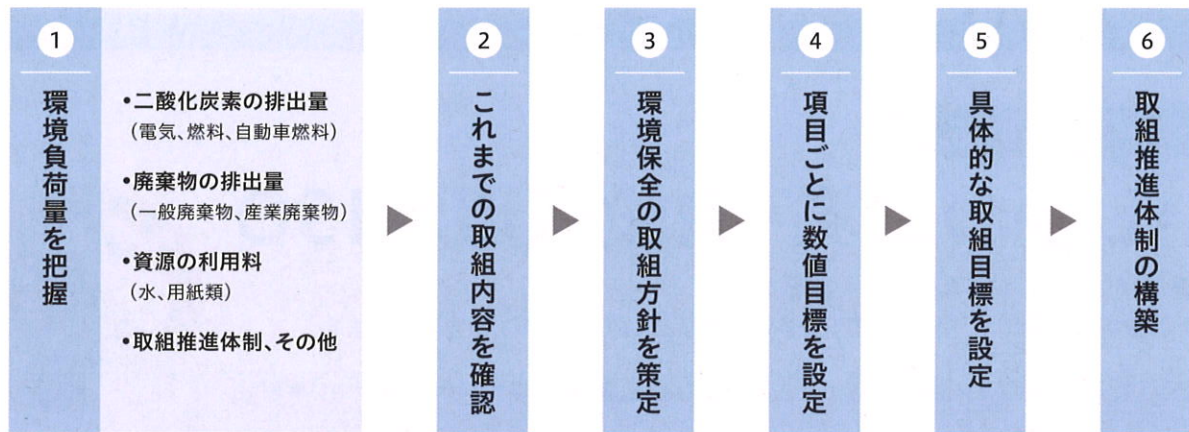 1
環境負荷量を把握
•二酸化炭素の排出量
(電気、燃料、自動車燃料)
•廃棄物の排出量
(一般廃棄物、産業廃棄物)
•資源の利用料
(水、用紙類)
•取組推進体制、その他
2
これまでの取組内容を確認
3
環境保全の取組方針を策定
4
項目ごとに数値目標を設定
5
具体的な取組目標を設定
6
取組推進体制の構築